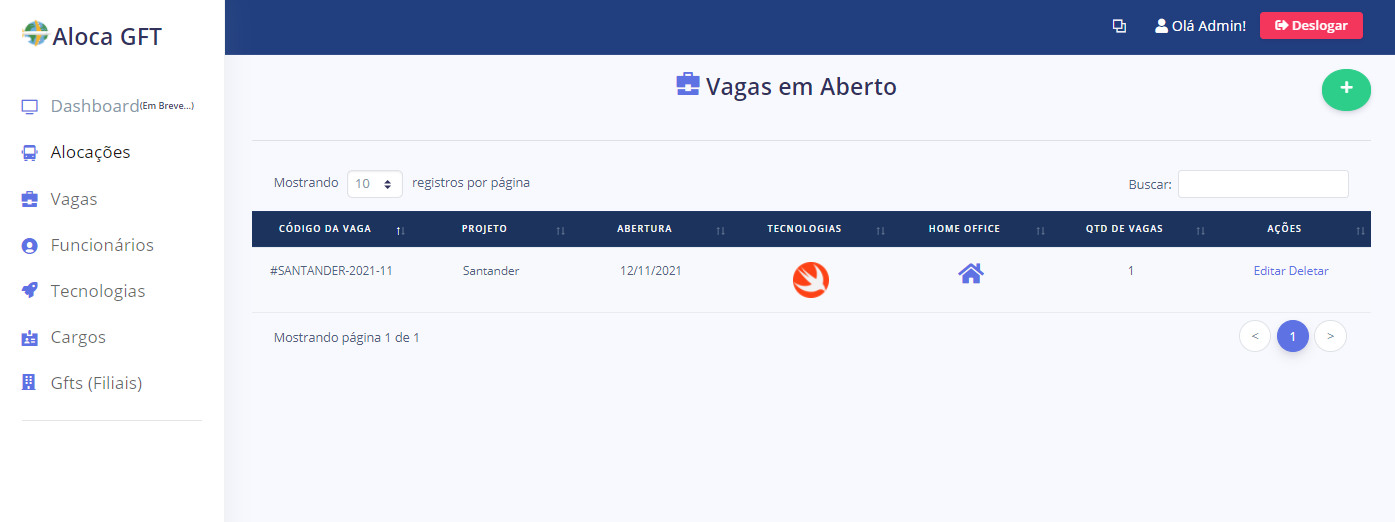 Aloca GFT
Olá Admin!
Deslogar
Dashboard(Em Breve...)
Alocações
Vagas
Funcionários
Tecnologias
Cargos
Gfts (Filiais)
Vagas em Aberto
+
Mostrando 10 registros por página
Buscar:
CÓDIGO DA VAGA PROJETO ABERTURA TECNOLOGIAS HOME OFFICE QTD DE VAGAS AÇÕES
#SANTANDER-2021-11 Santander 12/11/2021 1 Editar Deletar
Mostrando página 1 de 1
< 1 >